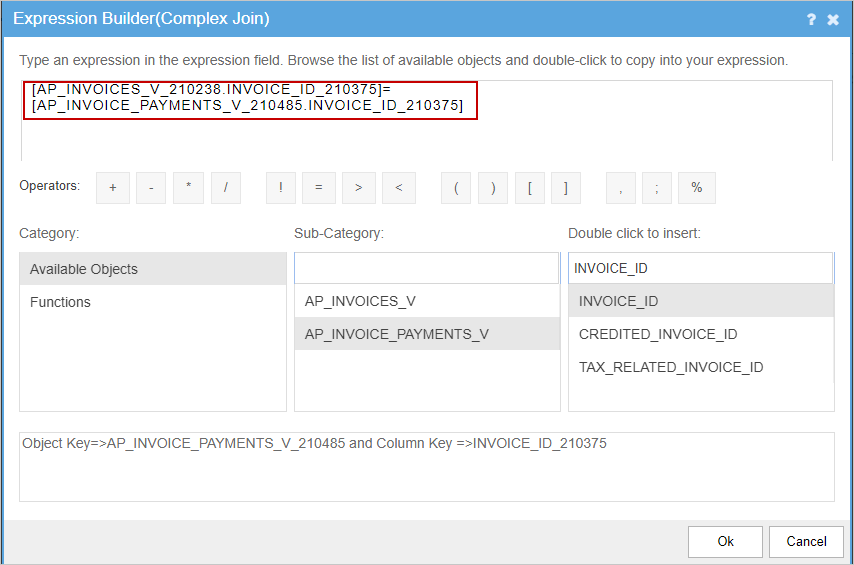 Expression Builder(Complex Join)
? ×
Type an expression in the expression field. Browse the list of available objects and double-click to copy into your expression.
[AP_INVOICES_V_210238.INVOICE_ID_210375]=
[AP_INVOICE_PAYMENTS_V_210485.INVOICE_ID_210375]
Operators: + - * / ! = > < ( ) [ ] , ; %
Category: Sub-Category: Double click to insert:
Available Objects INVOICE_ID
Functions AP_INVOICES_V INVOICE_ID
AP_INVOICE_PAYMENTS_V CREDITED_INVOICE_ID
TAX_RELATED_INVOICE_ID
Object Key=>AP_INVOICE_PAYMENTS_V_210485 and Column Key =>INVOICE_ID_210375
Ok Cancel